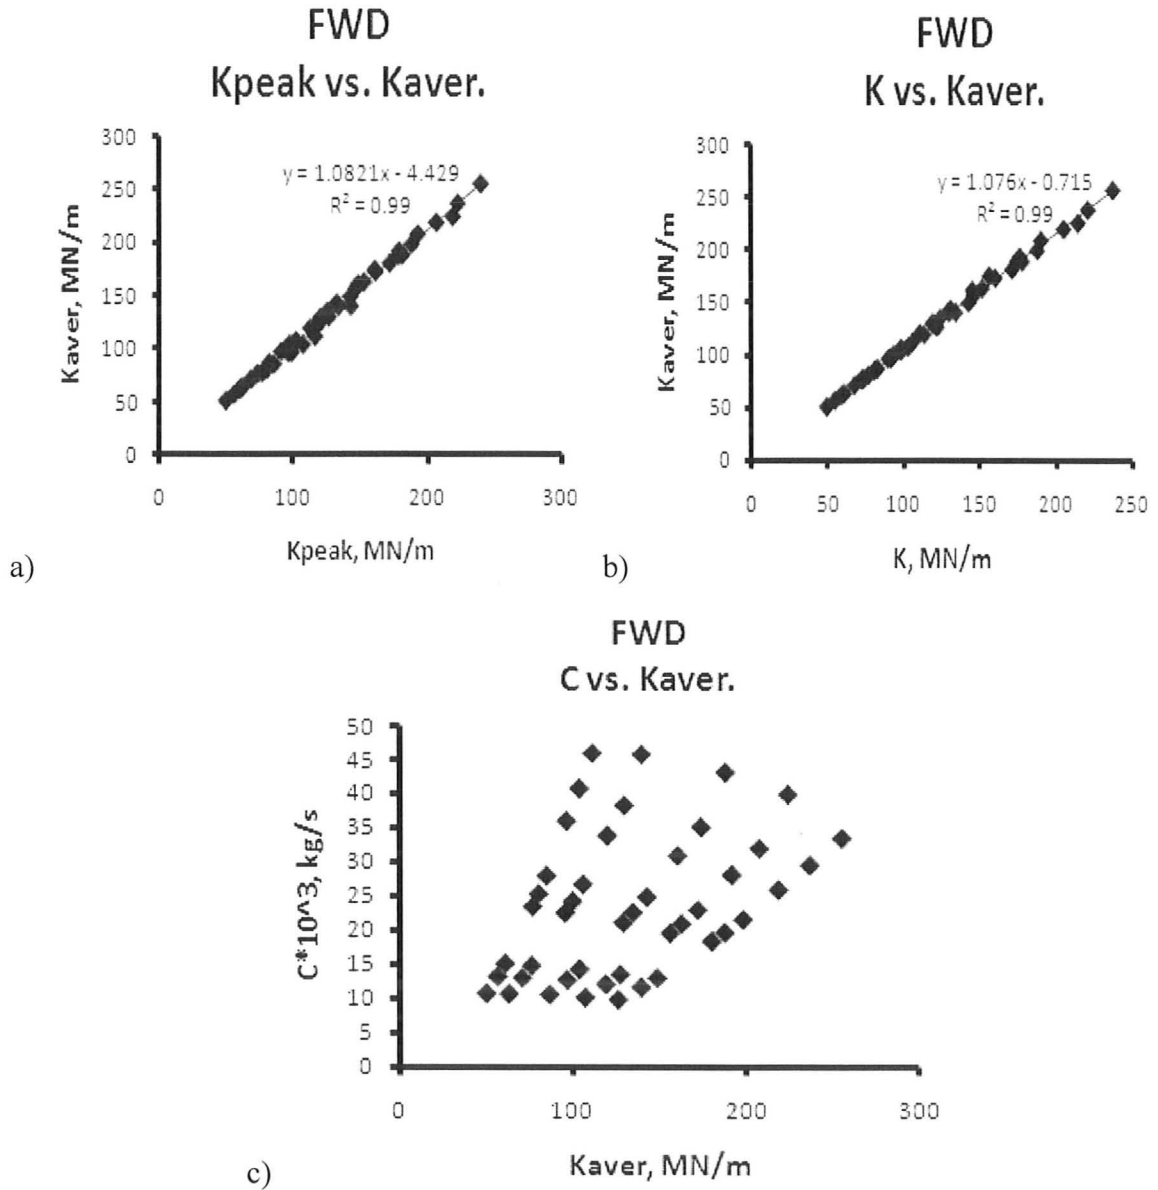 FWD
Kpeak vs. Kaver.
300
250
200
150
100
50
0
Kaver, MN/m
y = 1.0821x - 4.429
R² = 0.99
0 100 200 300
Kpeak, MN/m
a)
FWD
K vs. Kaver.
300
250
200
150
100
50
0
Kaver, MN/m
y = 1.076x - 0.715
R² = 0.99
0 50 100 150 200 250
K, MN/m
b)
FWD
C vs. Kaver.
50
45
40
35
30
25
20
15
10
5
0
C*10^3, kg/s
0 100 200 300
Kaver, MN/m
c)